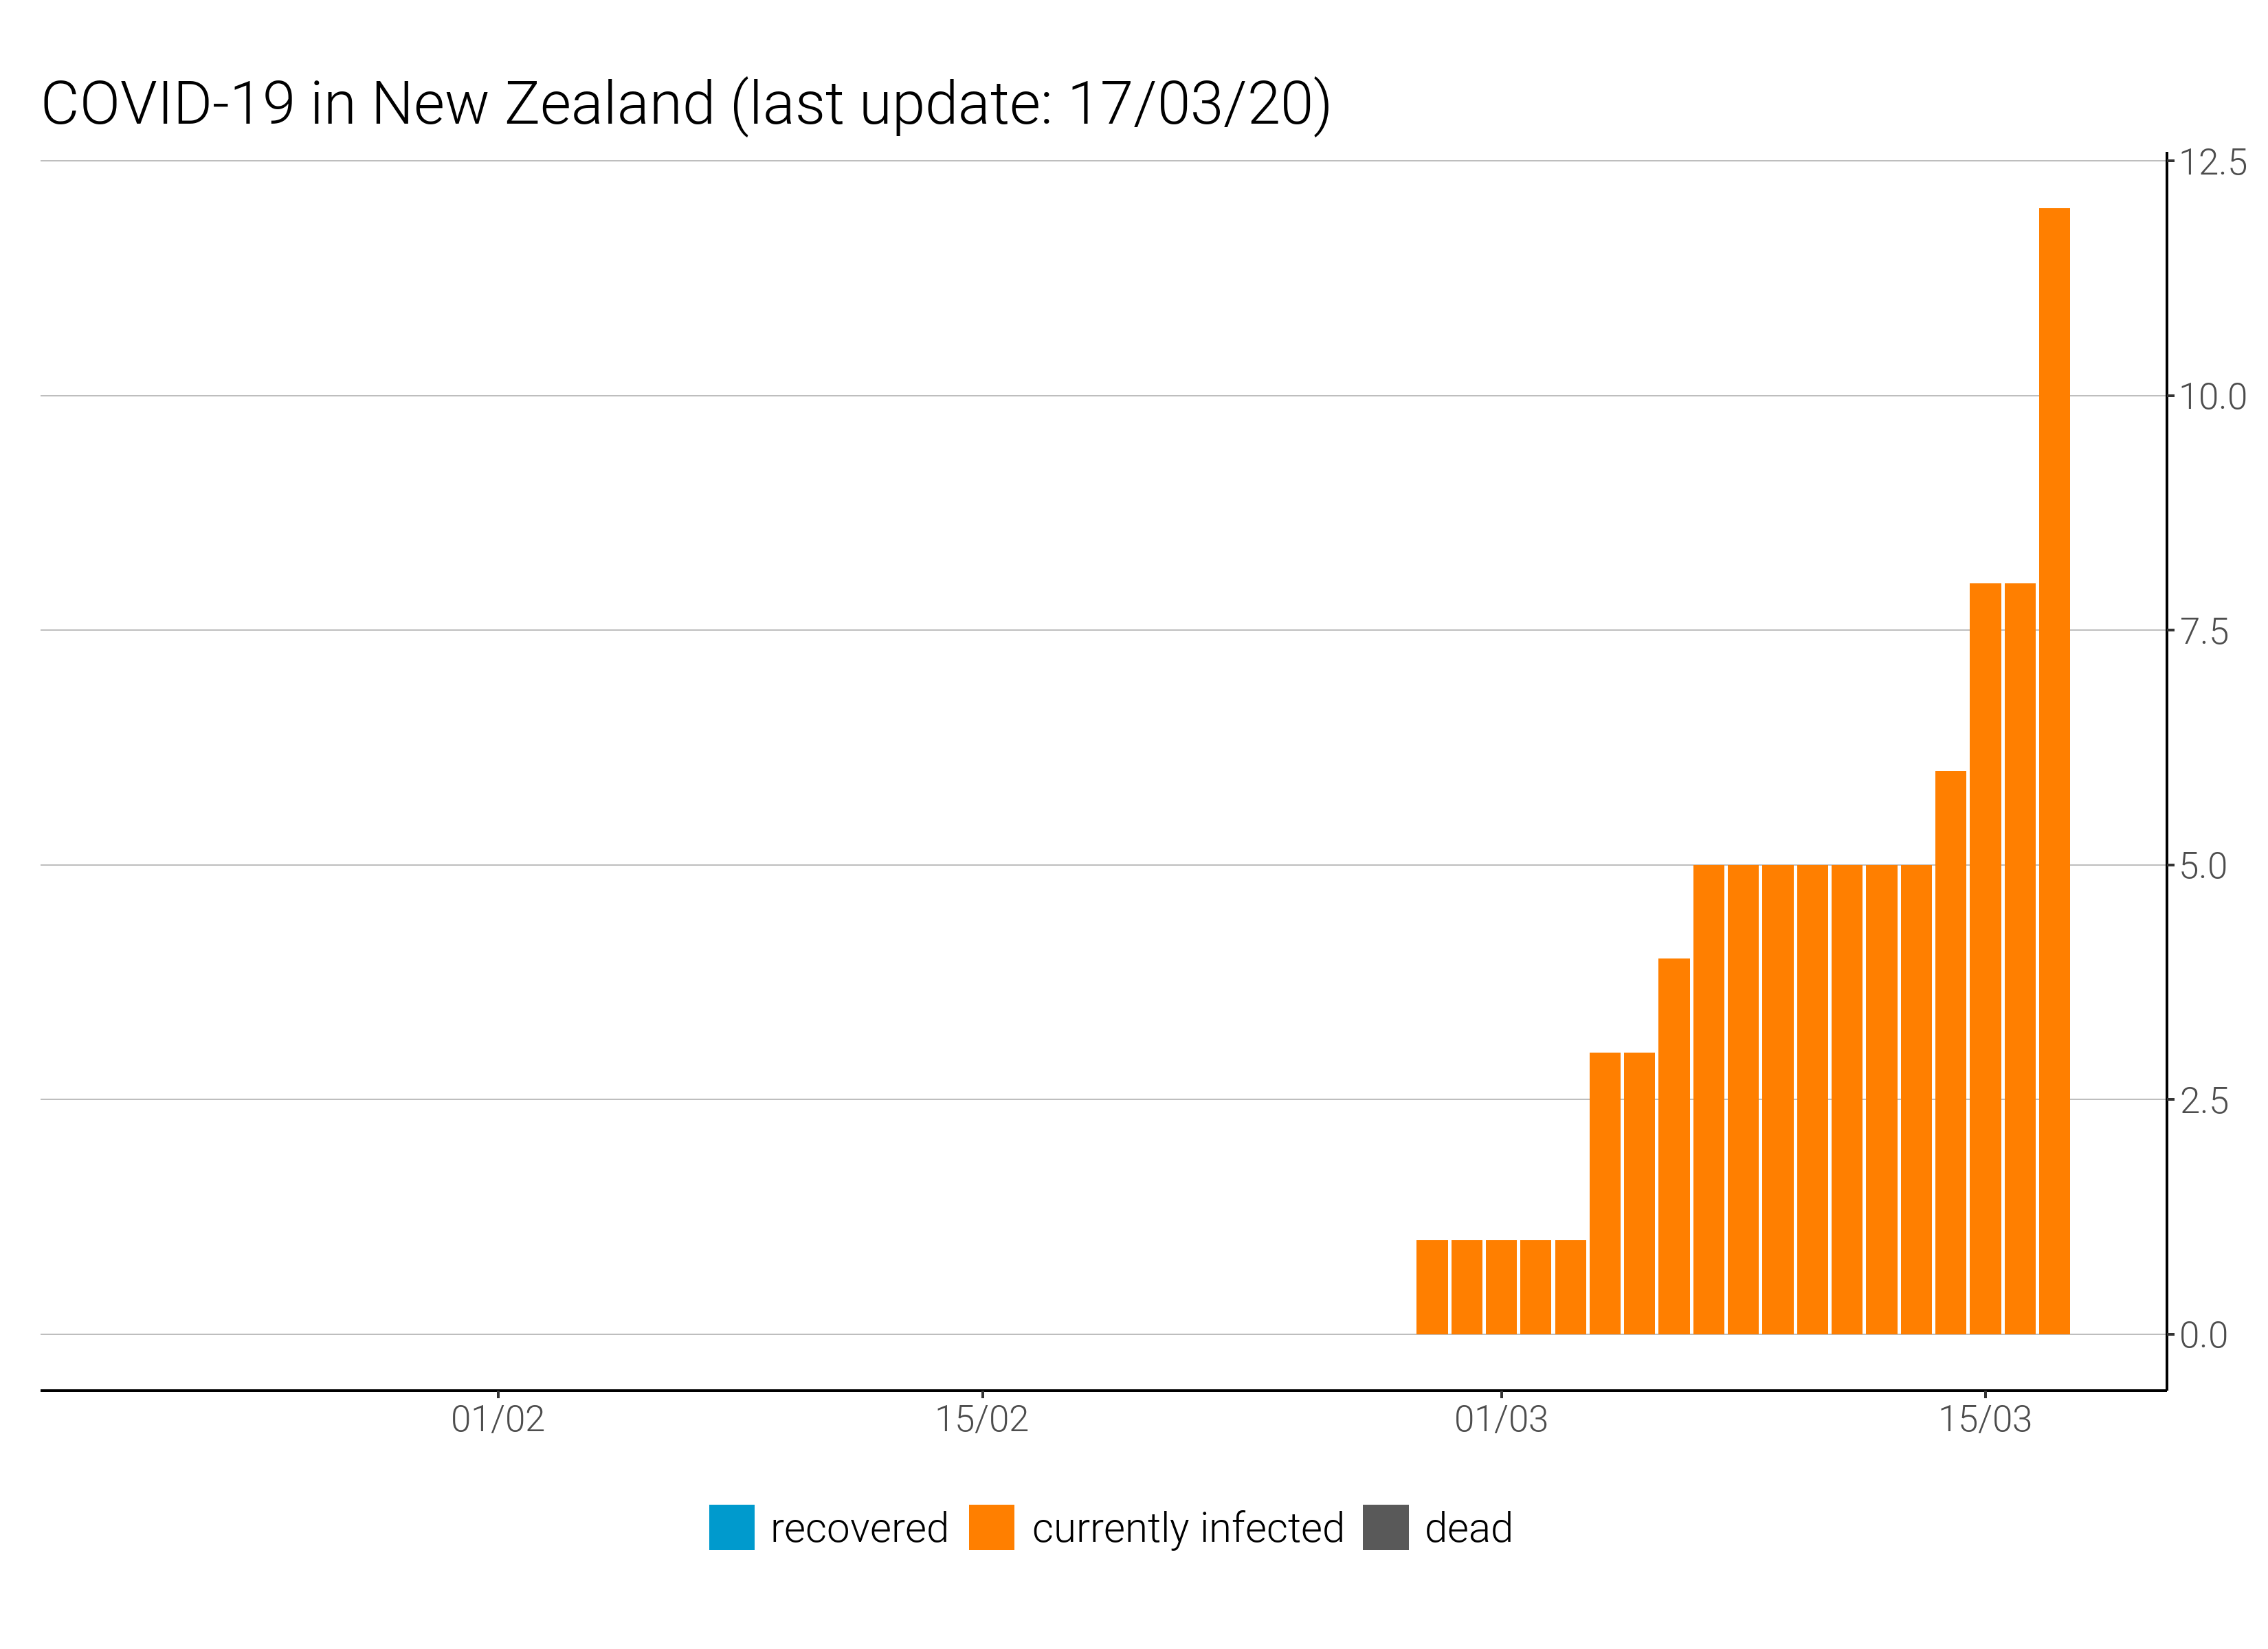 COVID-19 in New Zealand (last update: 17/03/20)
12.5
10.0
7.5
5.0
2.5
0.0
01/02 15/02 01/03 15/03
recovered currently infected dead